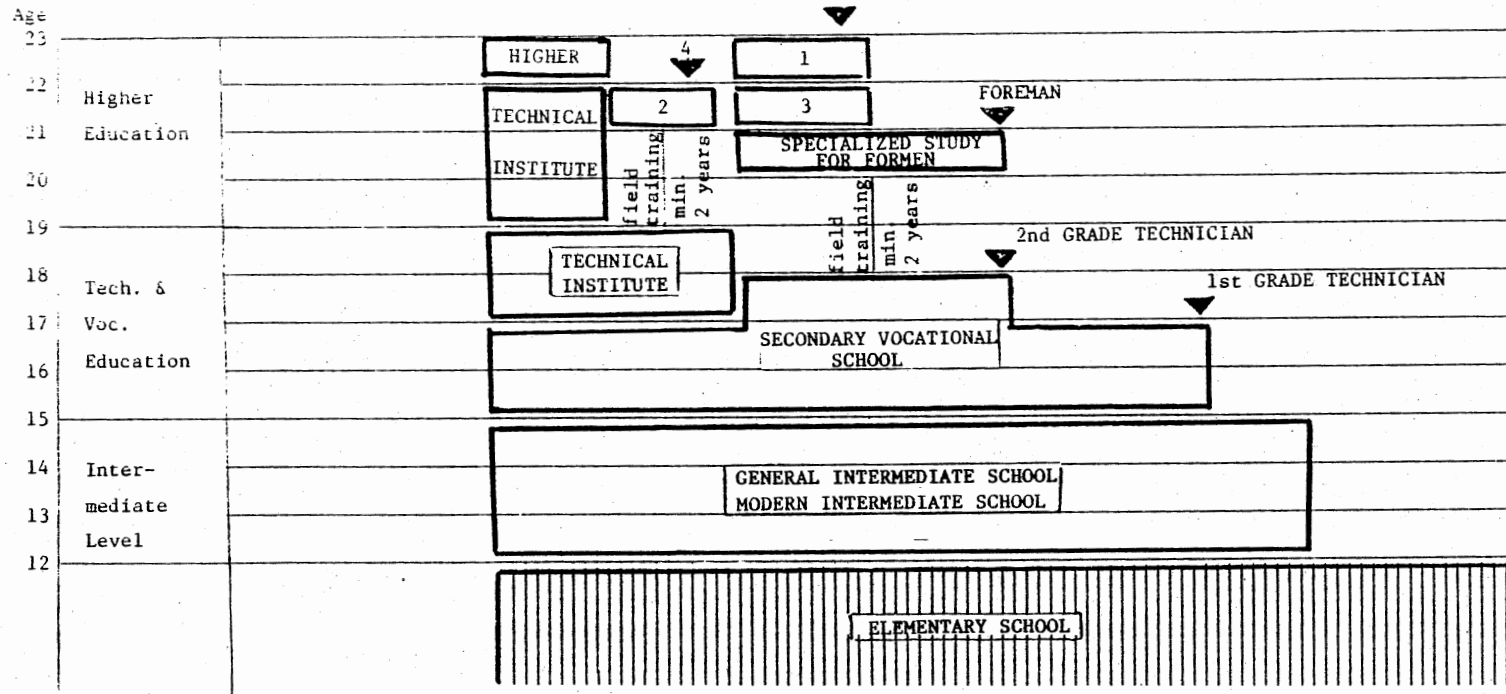 Age
23
HIGHER
4
1
22
Higher
2
3
FOREMAN
TECHNICAL
21
Education
SPECIALIZED STUDY
FOR FORMEN
INSTITUTE
20
field
training
min.
2 years
field
training
min.
2 years
19
2nd GRADE TECHNICIAN
TECHNICAL
INSTITUTE
18
Tech. &
1st GRADE TECHNICIAN
17
Voc.
SECONDARY VOCATIONAL
SCHOOL
Education
16
15
14
Inter-
GENERAL INTERMEDIATE SCHOOL
mediate
MODERN INTERMEDIATE SCHOOL
13
Level
12
ELEMENTARY SCHOOL